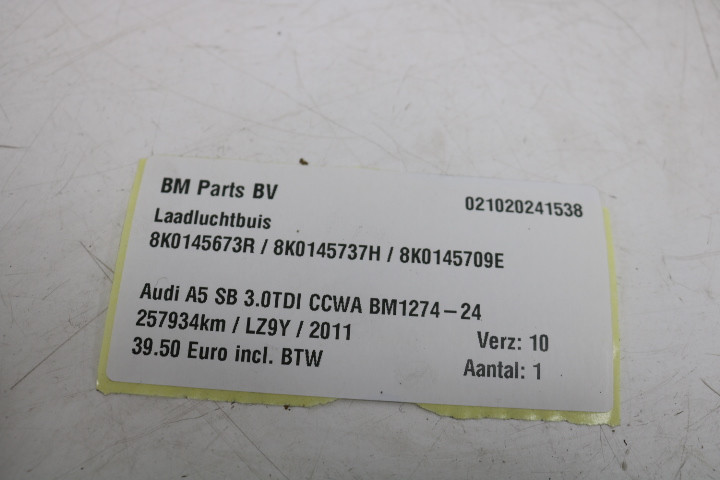 BM Parts BV 021020241538
Laadluchtbuis
8K0145673R / 8K0145737H / 8K0145709E
Audi A5 SB 3.0TDI CCWA BM1274-24
257934km / LZ9Y / 2011 Verz: 10
39.50 Euro incl. BTW Aantal: 1